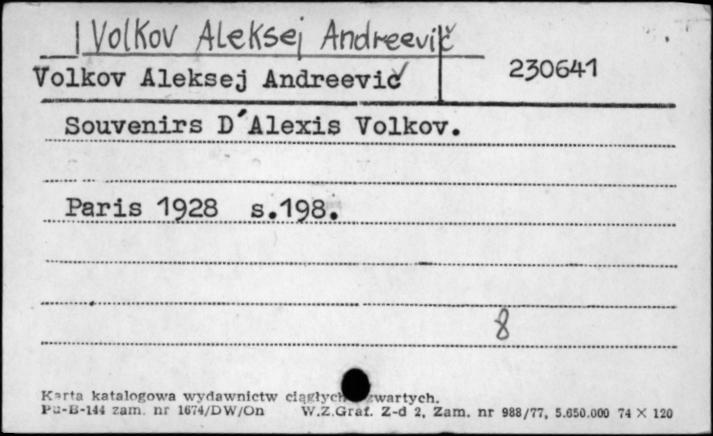 Volkov Aleksej Andreevič
Volkov Aleksej Andreevič 230641
Souvenirs D'Alexis Volkov.
Paris 1928 s.198.
8
Karta katalogowa wydawnictw ciągłych zwartych.
Pu-B-144 zam. nr 1674/DW/On W.Z.Graf. Z-d 2, Zam. nr 988/77, 5.650.000 74 X 120